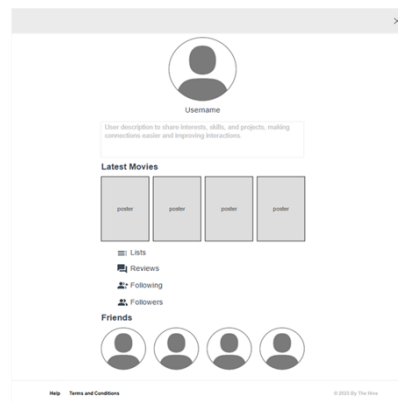 Username
User description to share interests, skills, and projects, making
connections easier and improving interactions
Latest Movies
poster poster poster poster
Lists
Reviews
Following
Followers
Friends
Help Terms and Conditions © 2023 By The Hive